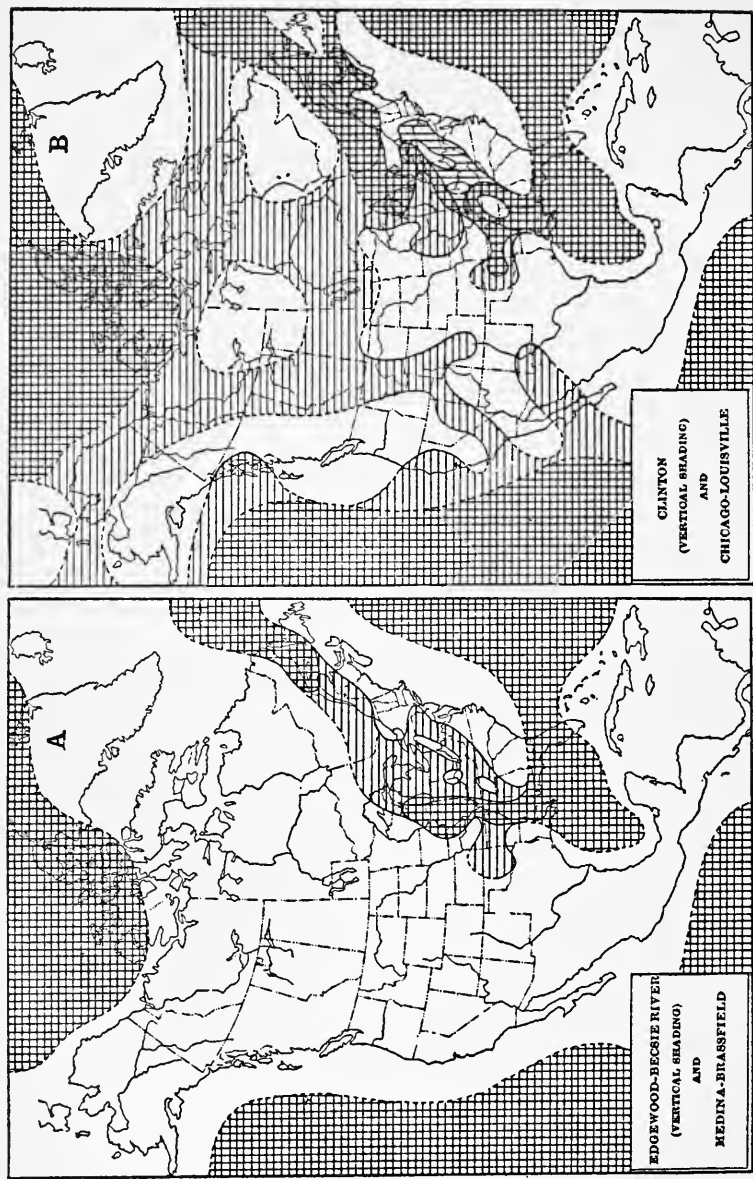 B
CLINTON
(VERTICAL SHADING)
AND
CHICAGO-LOUISVILLE
A
EDGEWOOD-BECSIE RIVER
(VERTICAL SHADING)
AND
MEDINA-BRASSFIELD